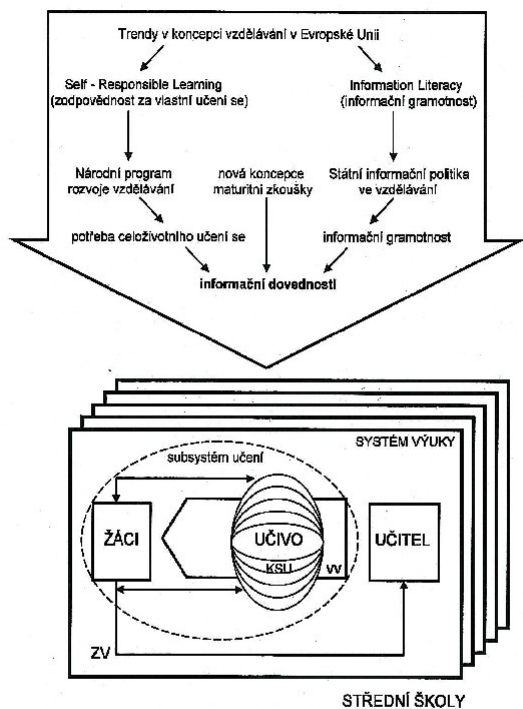 Trendy v koncepci vzdělávání v Evropské Unii
Self - Responsible Learning
(zodpovědnost za vlastní učení se)
Information Literacy
(informační gramotnost)
Národní program
rozvoje vzdělávání
nová koncepce
maturitní zkoušky
Státní informační politika
ve vzdělávání
potřeba celoživotního učení se
informační gramotnost
informační dovednosti
SYSTÉM VÝUKY
subsystém učení
ŽÁCI
UČIVO
KSU
VV
UČITEL
ZV
STŘEDNÍ ŠKOLY